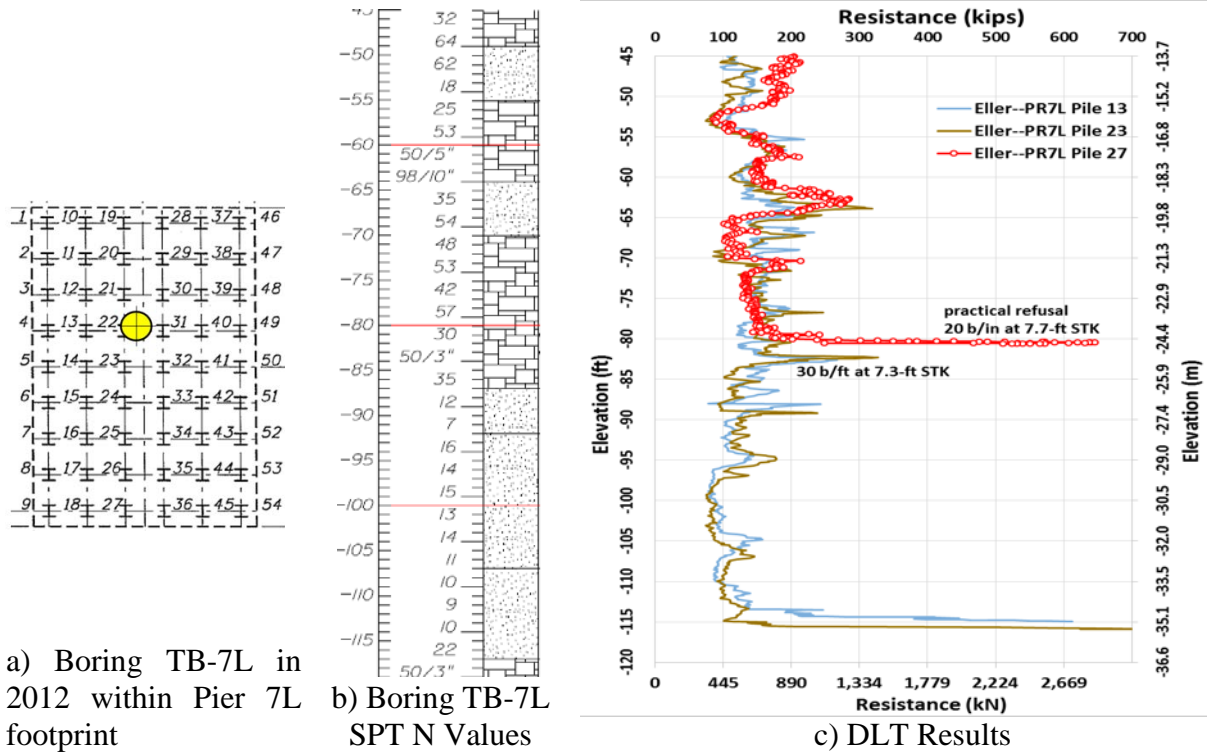 1 10 19 28 37 46
2 11 20 29 38 47
3 12 21 30 39 48
4 13 22 31 40 49
5 14 23 32 41 50
6 15 24 33 42 51
7 16 25 34 43 52
8 17 26 35 44 53
9 18 27 36 45 54
a) Boring TB-7L in
2012 within Pier 7L
footprint
-45
32
64
-50
62
18
-55
25
53
-60
50/5"
98/10"
-65
35
54
-70
48
53
-75
42
57
-80
30
50/3"
-85
35
12
-90
7
16
-95
14
15
-100
13
14
-105
11
10
-110
9
10
-115
22
50/3"
b) Boring TB-7L
SPT N Values
Resistance (kips)
0 100 200 300 400 500 600 700
45 -13.7
-50 -15.2
-55 -16.8
-60 -18.3
-65 -19.8
-70 -21.3
-75 -22.9
-80 -24.4
-85 -25.9
-90 -27.4
-95 -29.0
-100 -30.5
-105 -32.0
-110 -33.5
-115 -35.1
-120 -36.6
Elevation (ft)
Elevation (m)
Eller--PR7L Pile 13
Eller--PR7L Pile 23
Eller--PR7L Pile 27
practical refusal
20 b/in at 7.7-ft STK
30 b/ft at 7.3-ft STK
0 445 890 1,334 1,779 2,224 2,669
Resistance (kN)
c) DLT Results